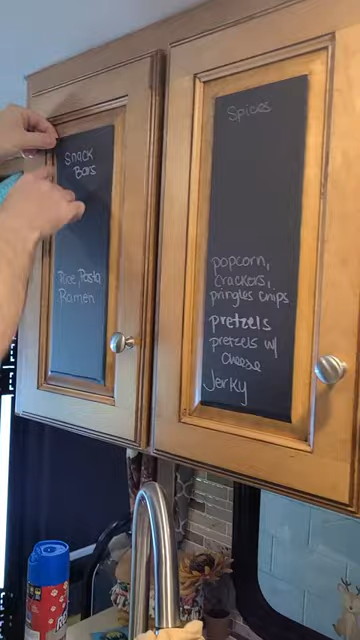 Snack
Bars
Rice, Pasta
Ramen
Spices
popcorn,
Crackers,
pringles chips
pretzels
pretzels w/
cheese
Jerky